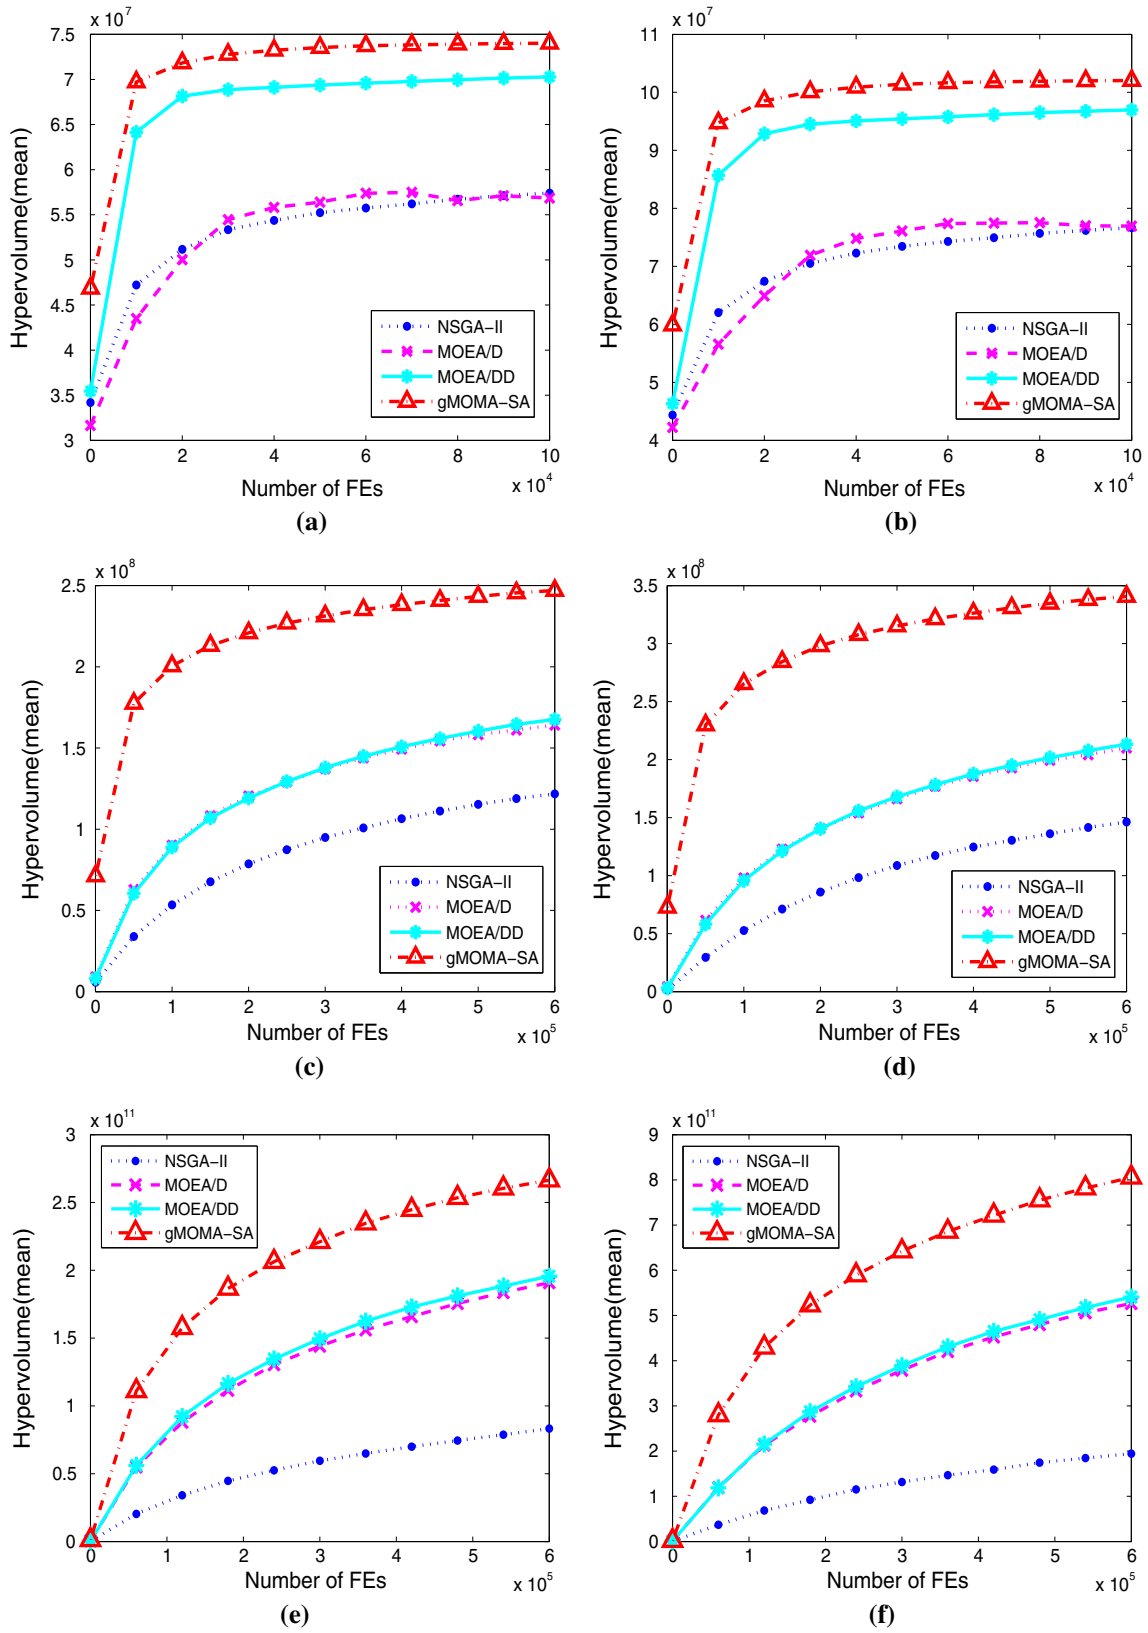 x 10^7
7.5
7
6.5
6
5.5
5
4.5
4
3.5
3
0 2 4 6 8 10
x 10^4
Hypervolume(mean)
Number of FEs
NSGA-II
MOEA/D
MOEA/DD
gMOMA-SA
(a)
x 10^7
11
10
9
8
7
6
5
4
0 2 4 6 8 10
x 10^4
Hypervolume(mean)
Number of FEs
NSGA-II
MOEA/D
MOEA/DD
gMOMA-SA
(b)
x 10^8
2.5
2
1.5
1
0.5
0
0 1 2 3 4 5 6
x 10^5
Hypervolume(mean)
Number of FEs
NSGA-II
MOEA/D
MOEA/DD
gMOMA-SA
(c)
x 10^8
3.5
3
2.5
2
1.5
1
0.5
0
0 1 2 3 4 5 6
x 10^5
Hypervolume(mean)
Number of FEs
NSGA-II
MOEA/D
MOEA/DD
gMOMA-SA
(d)
x 10^11
3
2.5
2
1.5
1
0.5
0
0 1 2 3 4 5 6
x 10^5
Hypervolume(mean)
Number of FEs
NSGA-II
MOEA/D
MOEA/DD
gMOMA-SA
(e)
x 10^11
9
8
7
6
5
4
3
2
1
0
0 1 2 3 4 5 6
x 10^5
Hypervolume(mean)
Number of FEs
NSGA-II
MOEA/D
MOEA/DD
gMOMA-SA
(f)